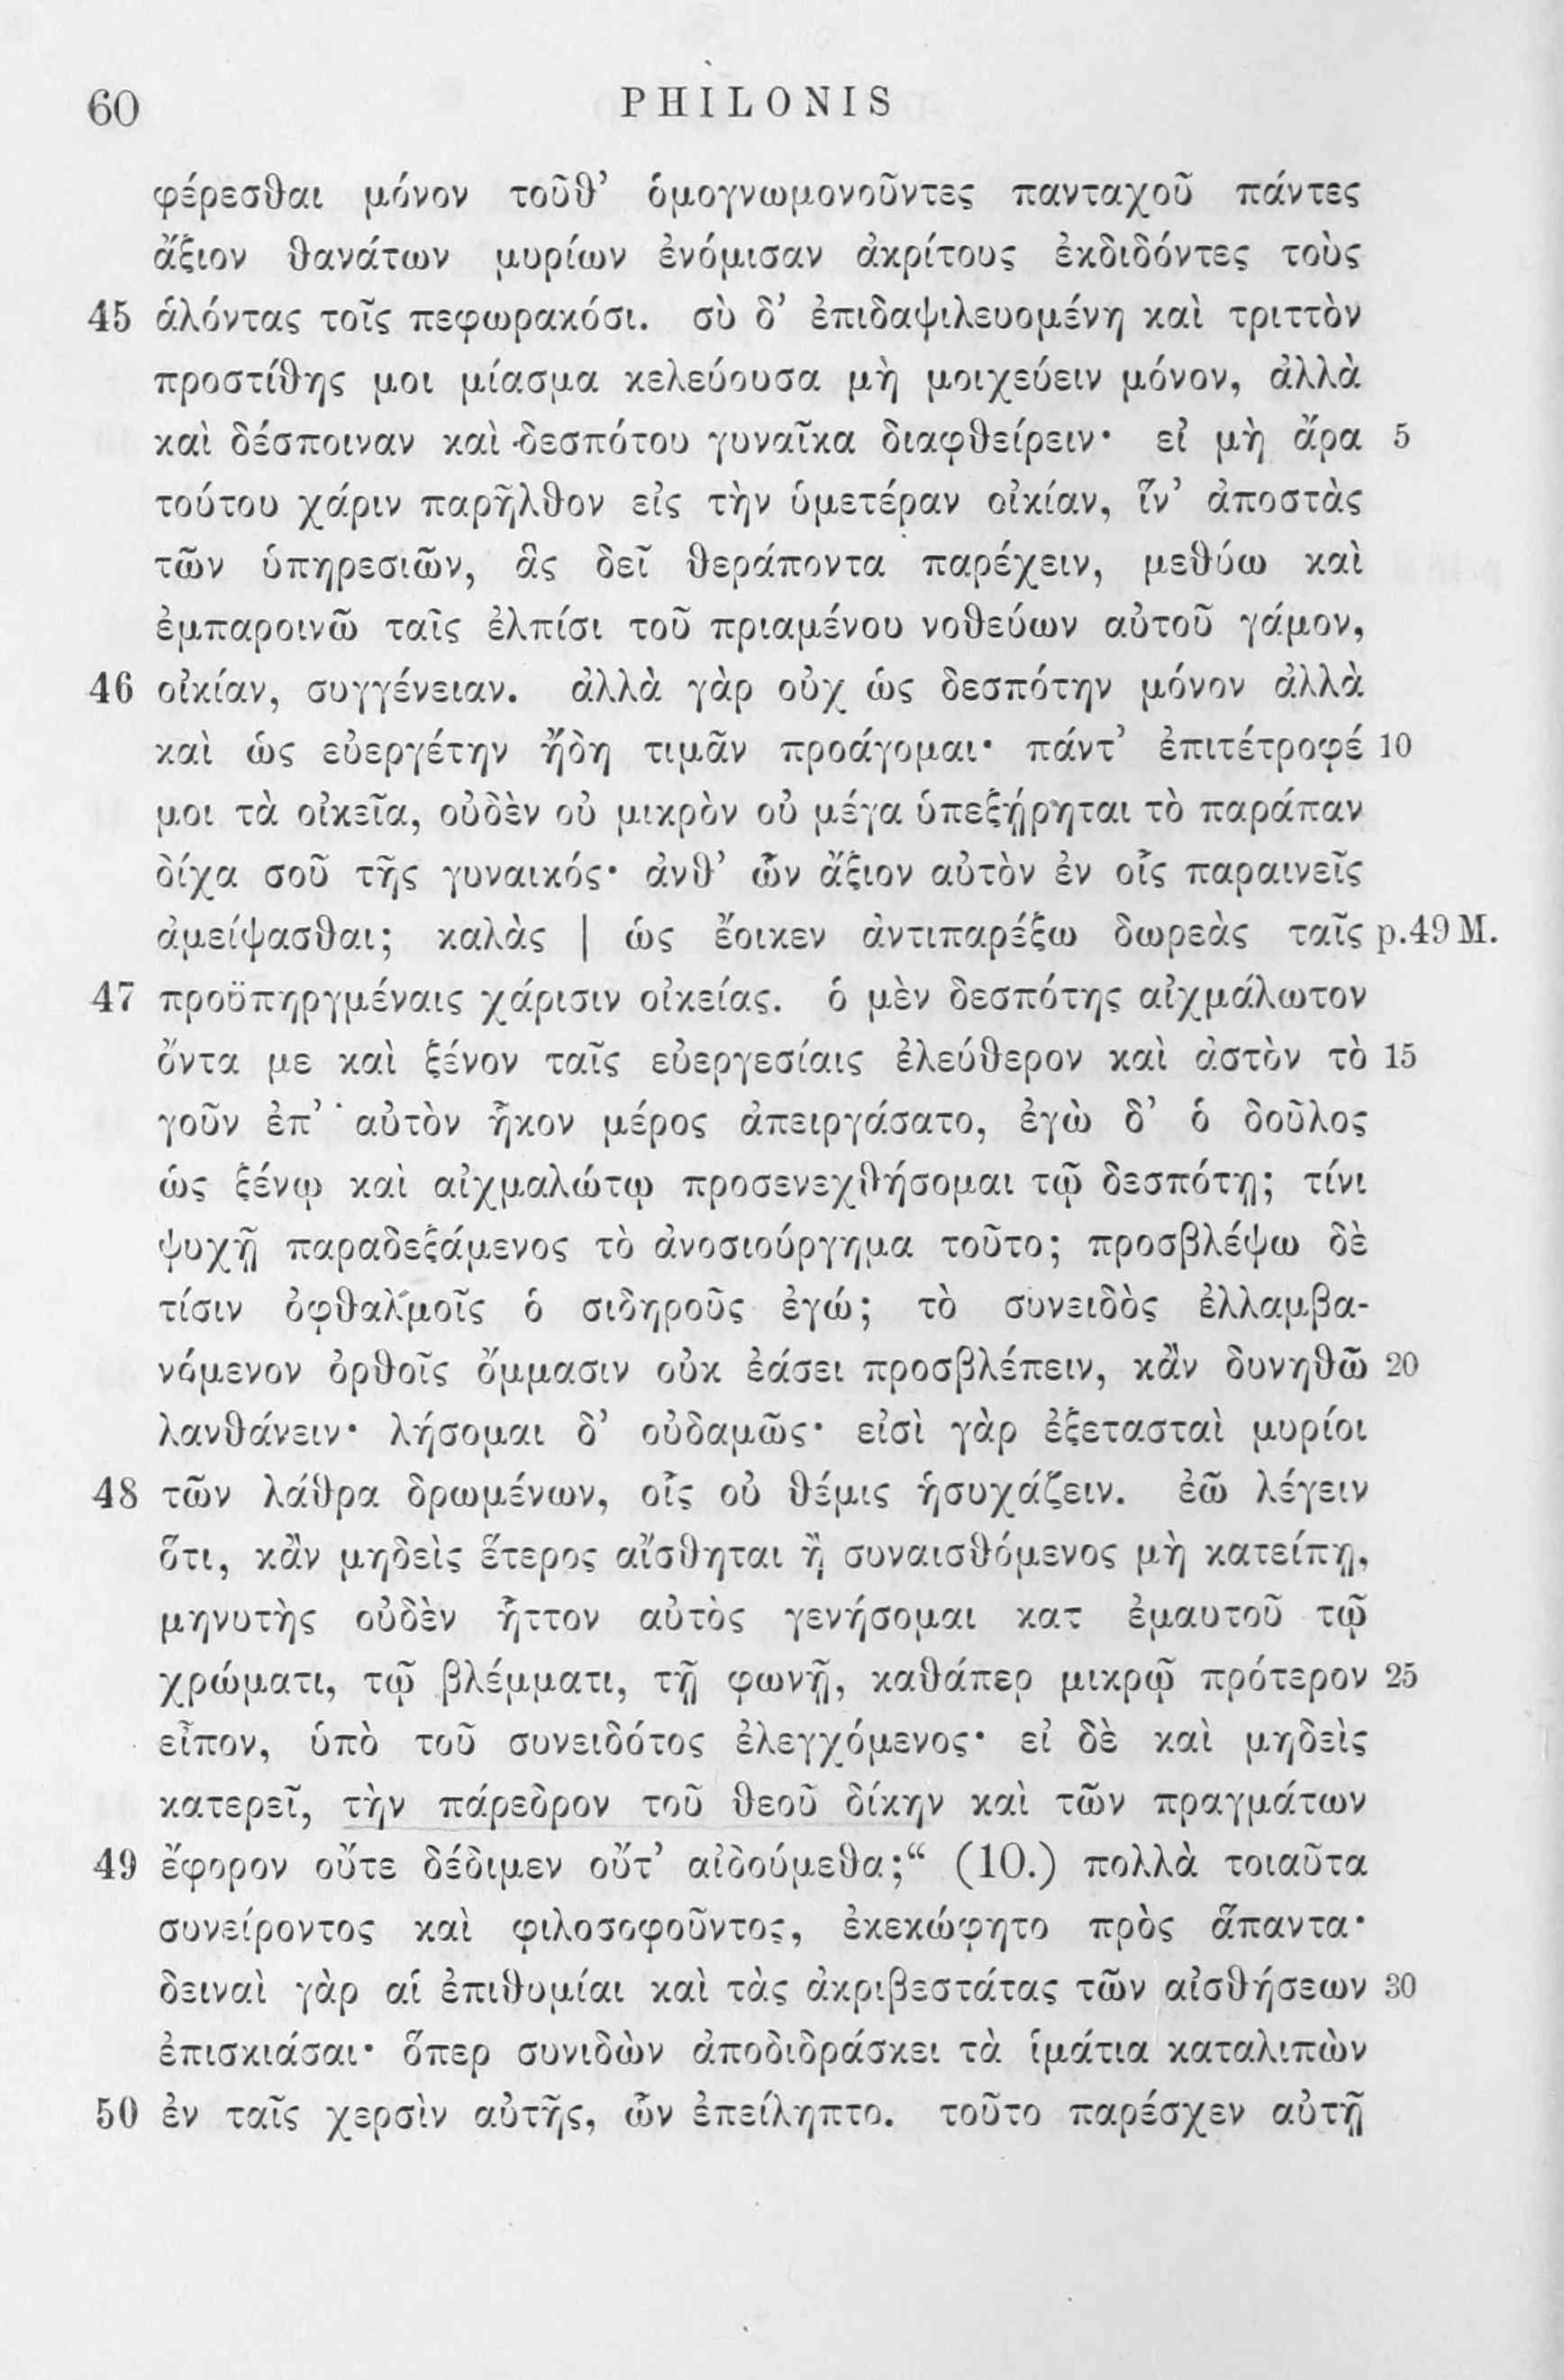 60 PHILONIS
φέρεσθαι μόνον τοῦθ’ ὁμογνωμονοῦντες πανταχοῦ πάντες
ἄξιον θανάτων μυρίων ἐνόμισαν ἀκρίτους ἐκδιδόντες τοὺς
45 ἁλόντας τοῖς πεφωρακόσι. σὺ δ’ ἐπιδαψιλευομένη καὶ τριττὸν
προστίθης μοι μίασμα κελεύουσα μὴ μοιχεύειν μόνον, ἀλλὰ
καὶ δέσποιναν καὶ δεσπότου γυναῖκα διαφθείρειν· εἰ μὴ ἄρα 5
τούτου χάριν παρῆλθον εἰς τὴν ὑμετέραν οἰκίαν, ἵν’ ἀποστὰς
τῶν ὑπηρεσιῶν, ἃς δεῖ θεράποντα παρέχειν, μεθύω καὶ
ἐμπαροινῶ ταῖς ἐλπίσι τοῦ πριαμένου νοθεύων αὐτοῦ γάμον,
46 οἰκίαν, συγγένειαν. ἀλλὰ γὰρ οὐχ ὡς δεσπότην μόνον ἀλλὰ
καὶ ὡς εὐεργέτην ἤδη τιμᾶν προάγομαι· πάντ’ ἐπιτέτροφέ 10
μοι τὰ οἰκεῖα, οὐδὲν οὐ μικρὸν οὐ μέγα ὑπεξῄρηται τὸ παράπαν
δίχα σοῦ τῆς γυναικός· ἀνθ’ ὧν ἄξιον αὐτὸν ἐν οἷς παραινεῖς
ἀμείψασθαι; καλὰς | ὡς ἔοικεν ἀντιπαρέξω δωρεὰς ταῖς p.49 M.
47 προϋπηργμέναις χάρισιν οἰκείας. ὁ μὲν δεσπότης αἰχμάλωτον
ὄντα με καὶ ξένον ταῖς εὐεργεσίαις ἐλεύθερον καὶ ἀστὸν τὸ 15
γοῦν ἐπ’ αὐτὸν ἧκον μέρος ἀπειργάσατο, ἐγὼ δ’ ὁ δοῦλος
ὡς ξένῳ καὶ αἰχμαλώτῳ προσενεχθήσομαι τῷ δεσπότῃ; τίνι
ψυχῇ παραδεξάμενος τὸ ἀνοσιούργημα τοῦτο; προσβλέψω δὲ
τίσιν ὀφθαλμοῖς ὁ σιδηροῦς ἐγώ; τὸ συνειδὸς ἐλλαμβα-
νόμενον ὀρθοῖς ὄμμασιν οὐκ ἐάσει προσβλέπειν, κἂν δυνηθῶ 20
λανθάνειν· λήσομαι δ’ οὐδαμῶς· εἰσὶ γὰρ ἐξετασταὶ μυρίοι
48 τῶν λάθρα δρωμένων, οἷς οὐ θέμις ἡσυχάζειν. ἐῶ λέγειν
ὅτι, κἂν μηδεὶς ἕτερος αἴσθηται ἢ συναισθόμενος μὴ κατείπῃ,
μηνυτὴς οὐδὲν ἧττον αὐτὸς γενήσομαι κατ ἐμαυτοῦ τῷ
χρώματι, τῷ βλέμματι, τῇ φωνῇ, καθάπερ μικρῷ πρότερον 25
εἶπον, ὑπὸ τοῦ συνειδότος ἐλεγχόμενος· εἰ δὲ καὶ μηδεὶς
κατερεῖ, τὴν πάρεδρον τοῦ θεοῦ δίκην καὶ τῶν πραγμάτων
49 ἔφορον οὔτε δέδιμεν οὔτ’ αἰδούμεθα;“ (10.) πολλὰ τοιαῦτα
συνείροντος καὶ φιλοσοφοῦντος, ἐκεκώφητο πρὸς ἅπαντα·
δειναὶ γὰρ αἱ ἐπιθυμίαι καὶ τὰς ἀκριβεστάτας τῶν αἰσθήσεων 30
ἐπισκιάσαι· ὅπερ συνιδὼν ἀποδιδράσκει τὰ ἱμάτια καταλιπὼν
50 ἐν ταῖς χερσὶν αὐτῆς, ὧν ἐπείληπτο. τοῦτο παρέσχεν αὐτῇ